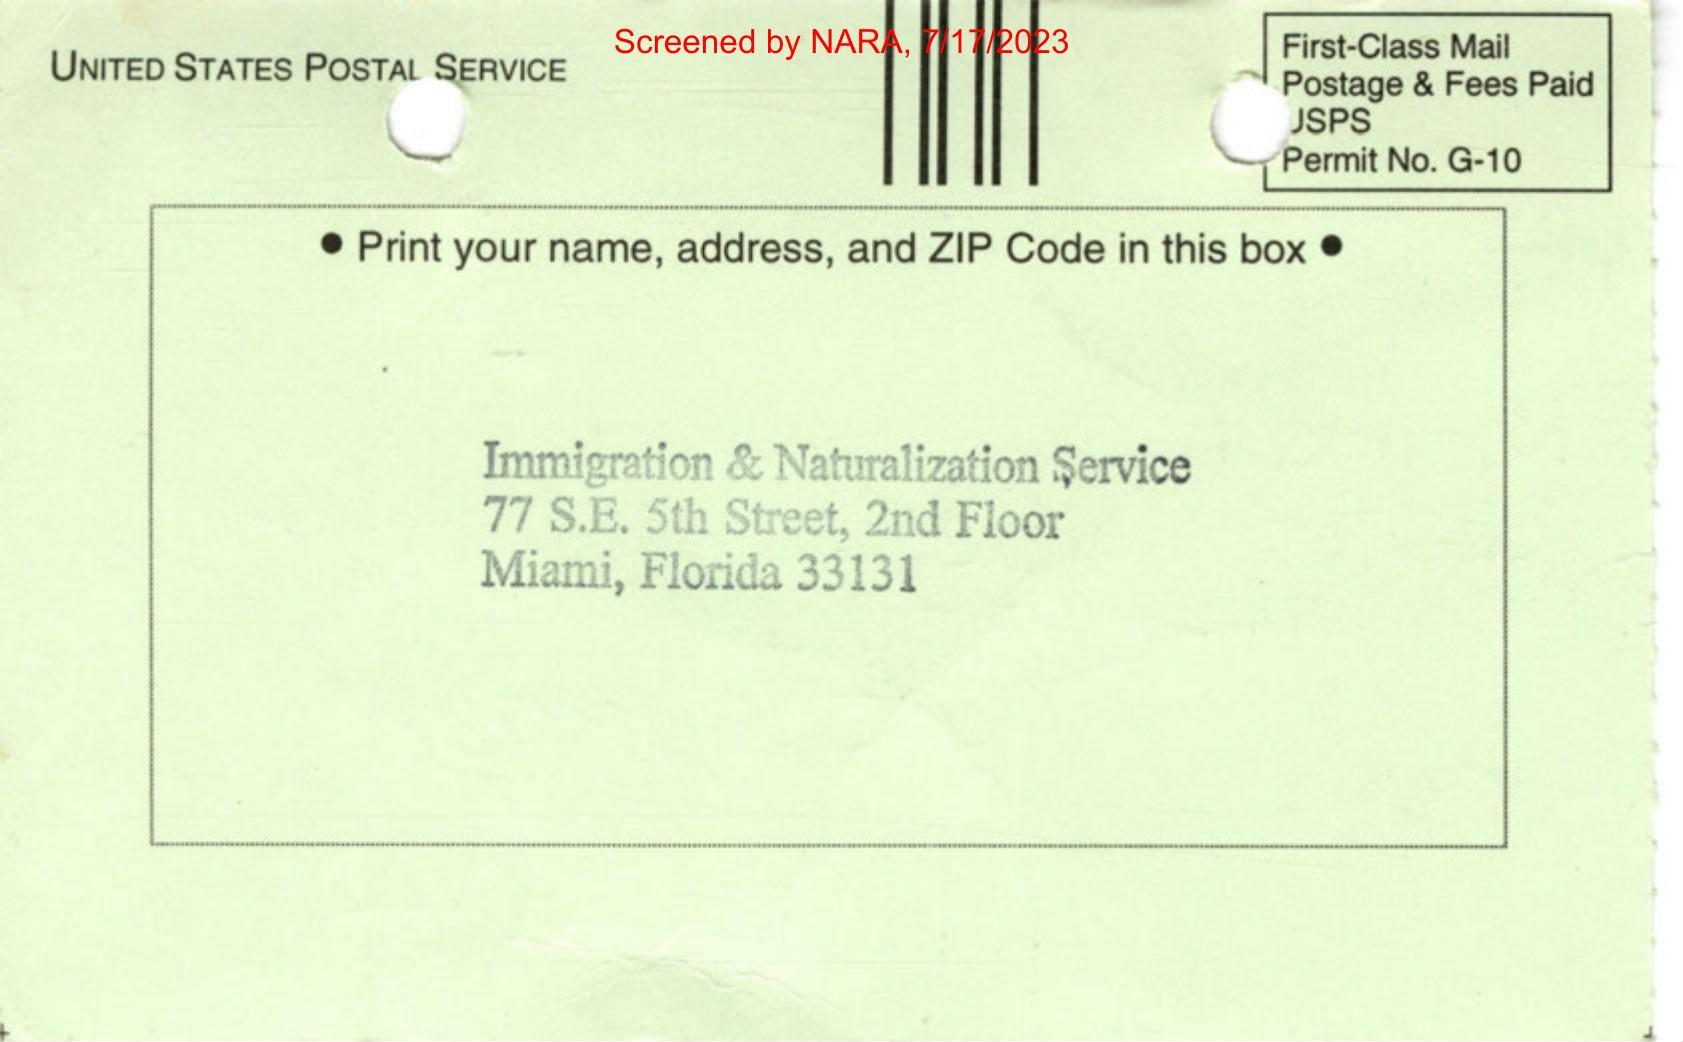 Screened by NARA, 7/17/2023
UNITED STATES POSTAL SERVICE
First-Class Mail
Postage & Fees Paid
USPS
Permit No. G-10
● Print your name, address, and ZIP Code in this box ●
Immigration & Naturalization Service
77 S.E. 5th Street, 2nd Floor
Miami, Florida 33131